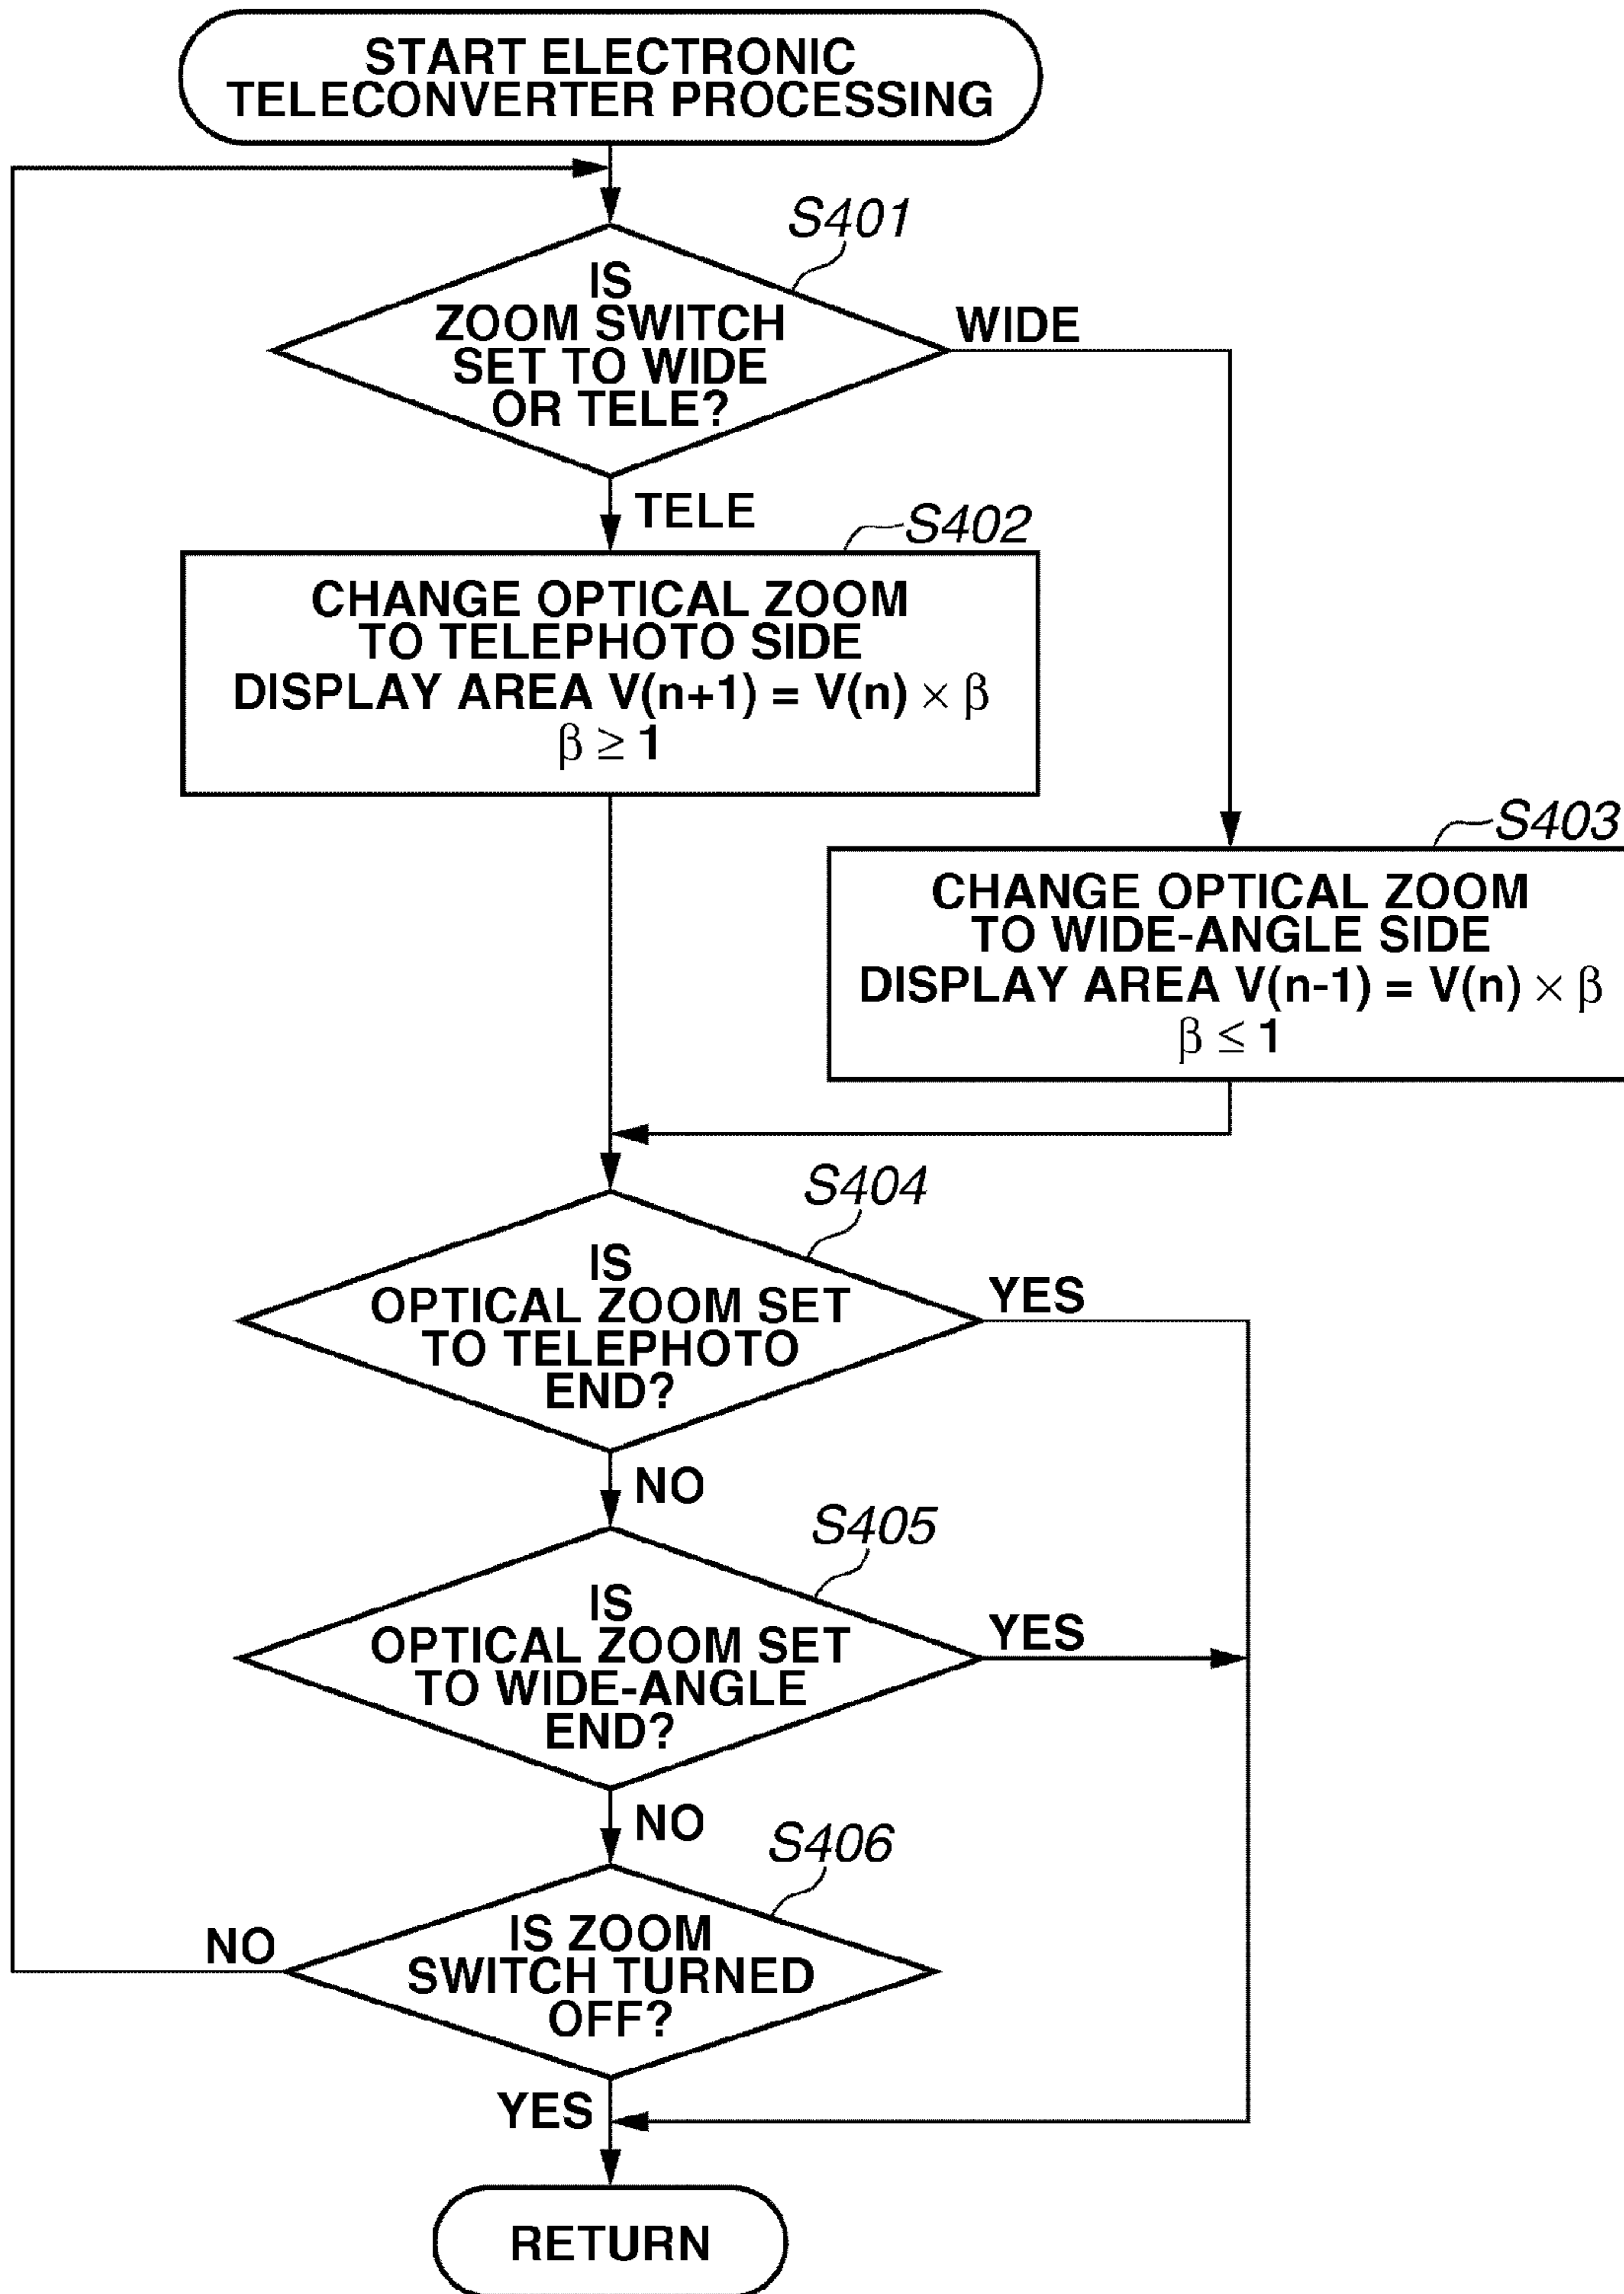 START ELECTRONIC
TELECONVERTER PROCESSING
S401
IS
ZOOM SWITCH
SET TO WIDE
OR TELE?
WIDE
TELE
S402
CHANGE OPTICAL ZOOM
TO TELEPHOTO SIDE
DISPLAY AREA V(n+1) = V(n) × β
β ≥ 1
S403
CHANGE OPTICAL ZOOM
TO WIDE-ANGLE SIDE
DISPLAY AREA V(n-1) = V(n) × β
β ≤ 1
S404
IS
OPTICAL ZOOM SET
TO TELEPHOTO
END?
YES
NO
S405
IS
OPTICAL ZOOM SET
TO WIDE-ANGLE
END?
YES
NO
S406
IS ZOOM
SWITCH TURNED
OFF?
NO
YES
RETURN